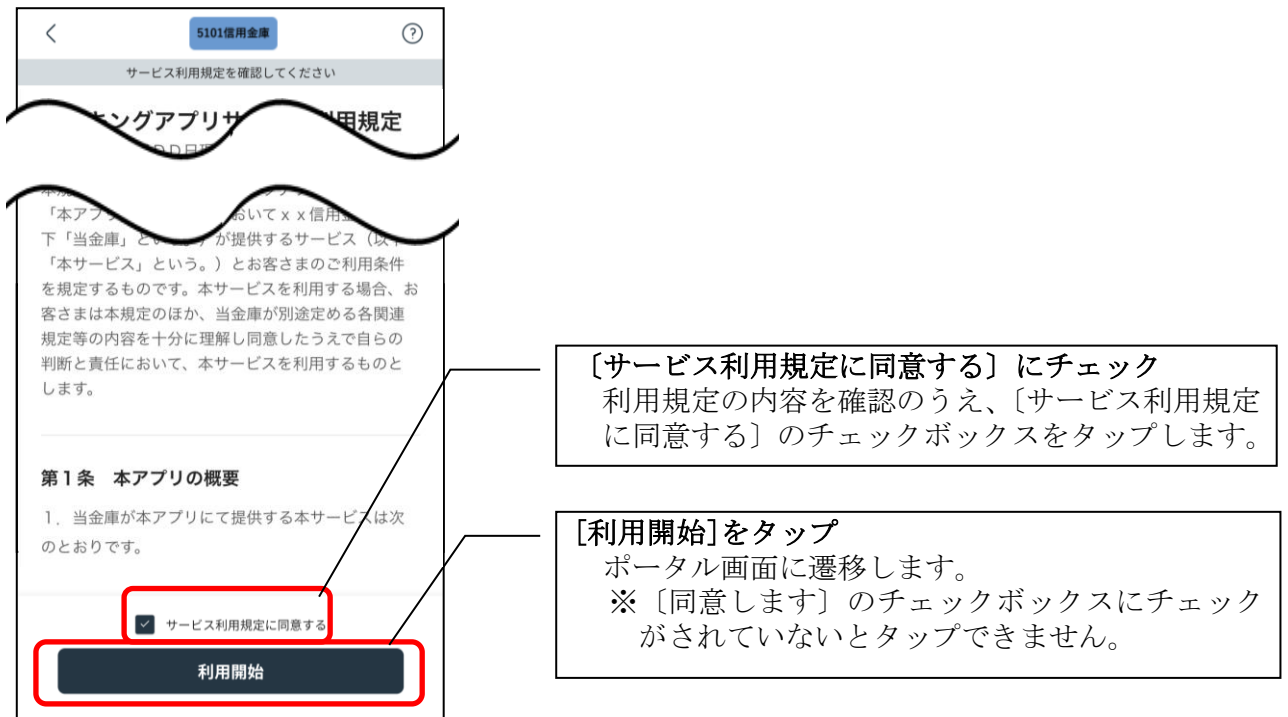 5101信用金庫
?
サービス利用規定を確認してください
ングアプリサ 用規定
「本アプ おいてｘｘ信用
下「当金庫」と が提供するサービス（以
「本サービス」という。）とお客さまのご利用条件
を規定するものです。本サービスを利用する場合、お
客さまは本規定のほか、当金庫が別途定める各関連
規定等の内容を十分に理解し同意したうえで自らの
判断と責任において、本サービスを利用するものと
します。
第1条　本アプリの概要
１．当金庫が本アプリにて提供する本サービスは次
のとおりです。
サービス利用規定に同意する
利用開始
〔サービス利用規定に同意する〕にチェック
利用規定の内容を確認のうえ、〔サービス利用規定
に同意する〕のチェックボックスをタップします。
[利用開始]をタップ
ポータル画面に遷移します。
※〔同意します〕のチェックボックスにチェック
がされていないとタップできません。